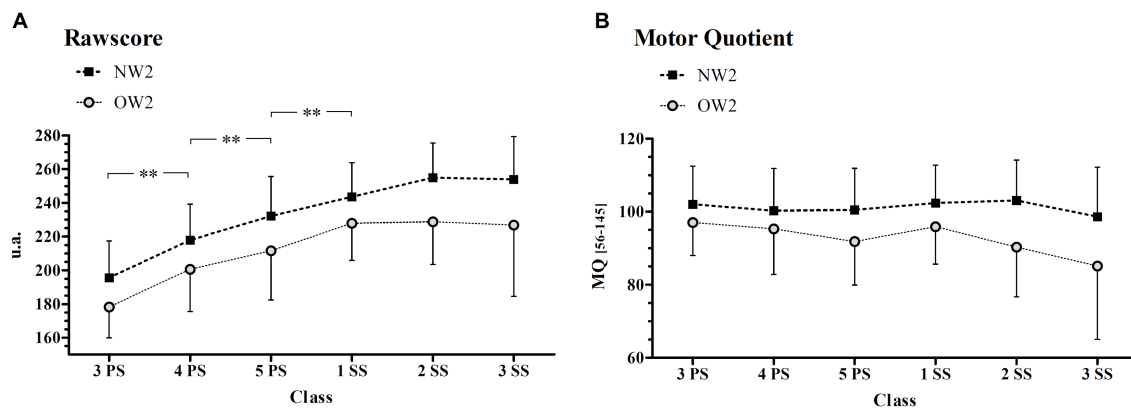 A
Rawscore
NW2
OW2
**
**
**
280
260
240
220
200
180
160
u.a.
3 PS 4 PS 5 PS 1 SS 2 SS 3 SS
Class
B
Motor Quotient
NW2
OW2
120
100
80
60
MQ [56-145]
3 PS 4 PS 5 PS 1 SS 2 SS 3 SS
Class